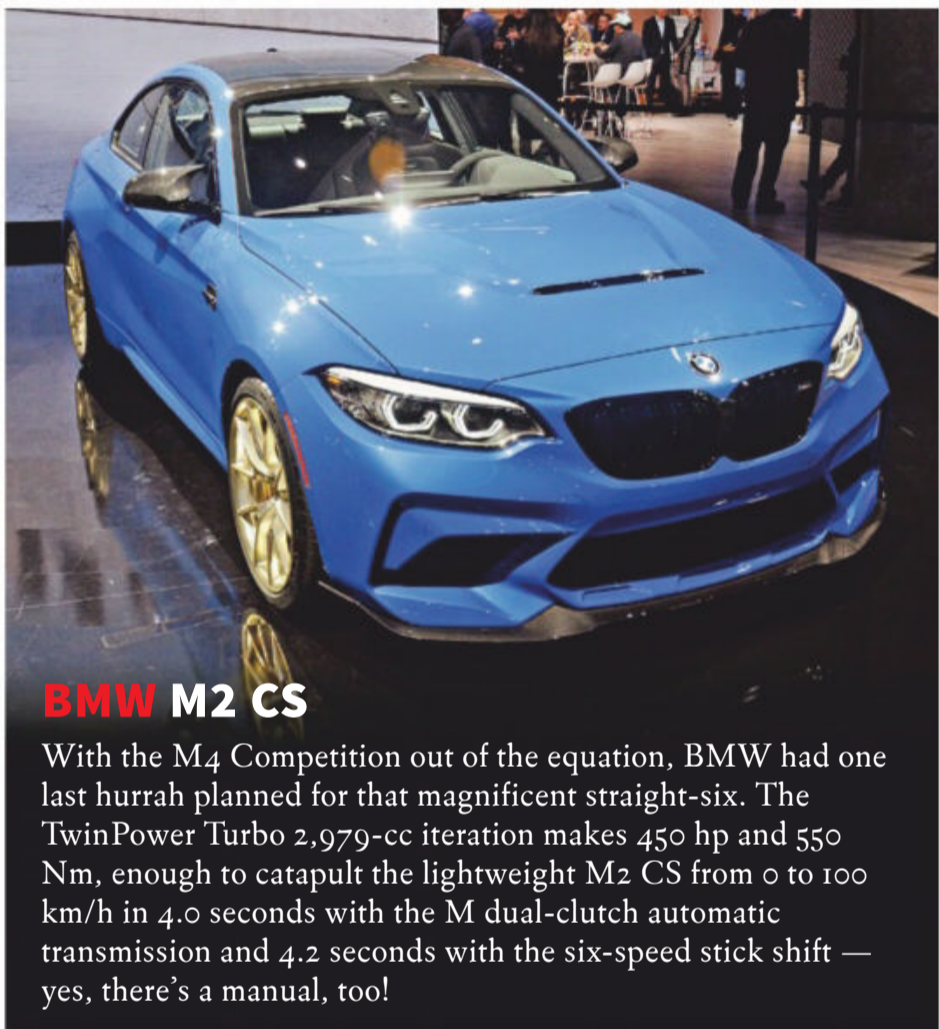 BMW M2 CS
With the M4 Competition out of the equation, BMW had one
last hurrah planned for that magnificent straight-six. The
TwinPower Turbo 2,979-cc iteration makes 450 hp and 550
Nm, enough to catapult the lightweight M2 CS from 0 to 100
km/h in 4.0 seconds with the M dual-clutch automatic
transmission and 4.2 seconds with the six-speed stick shift —
yes, there’s a manual, too!